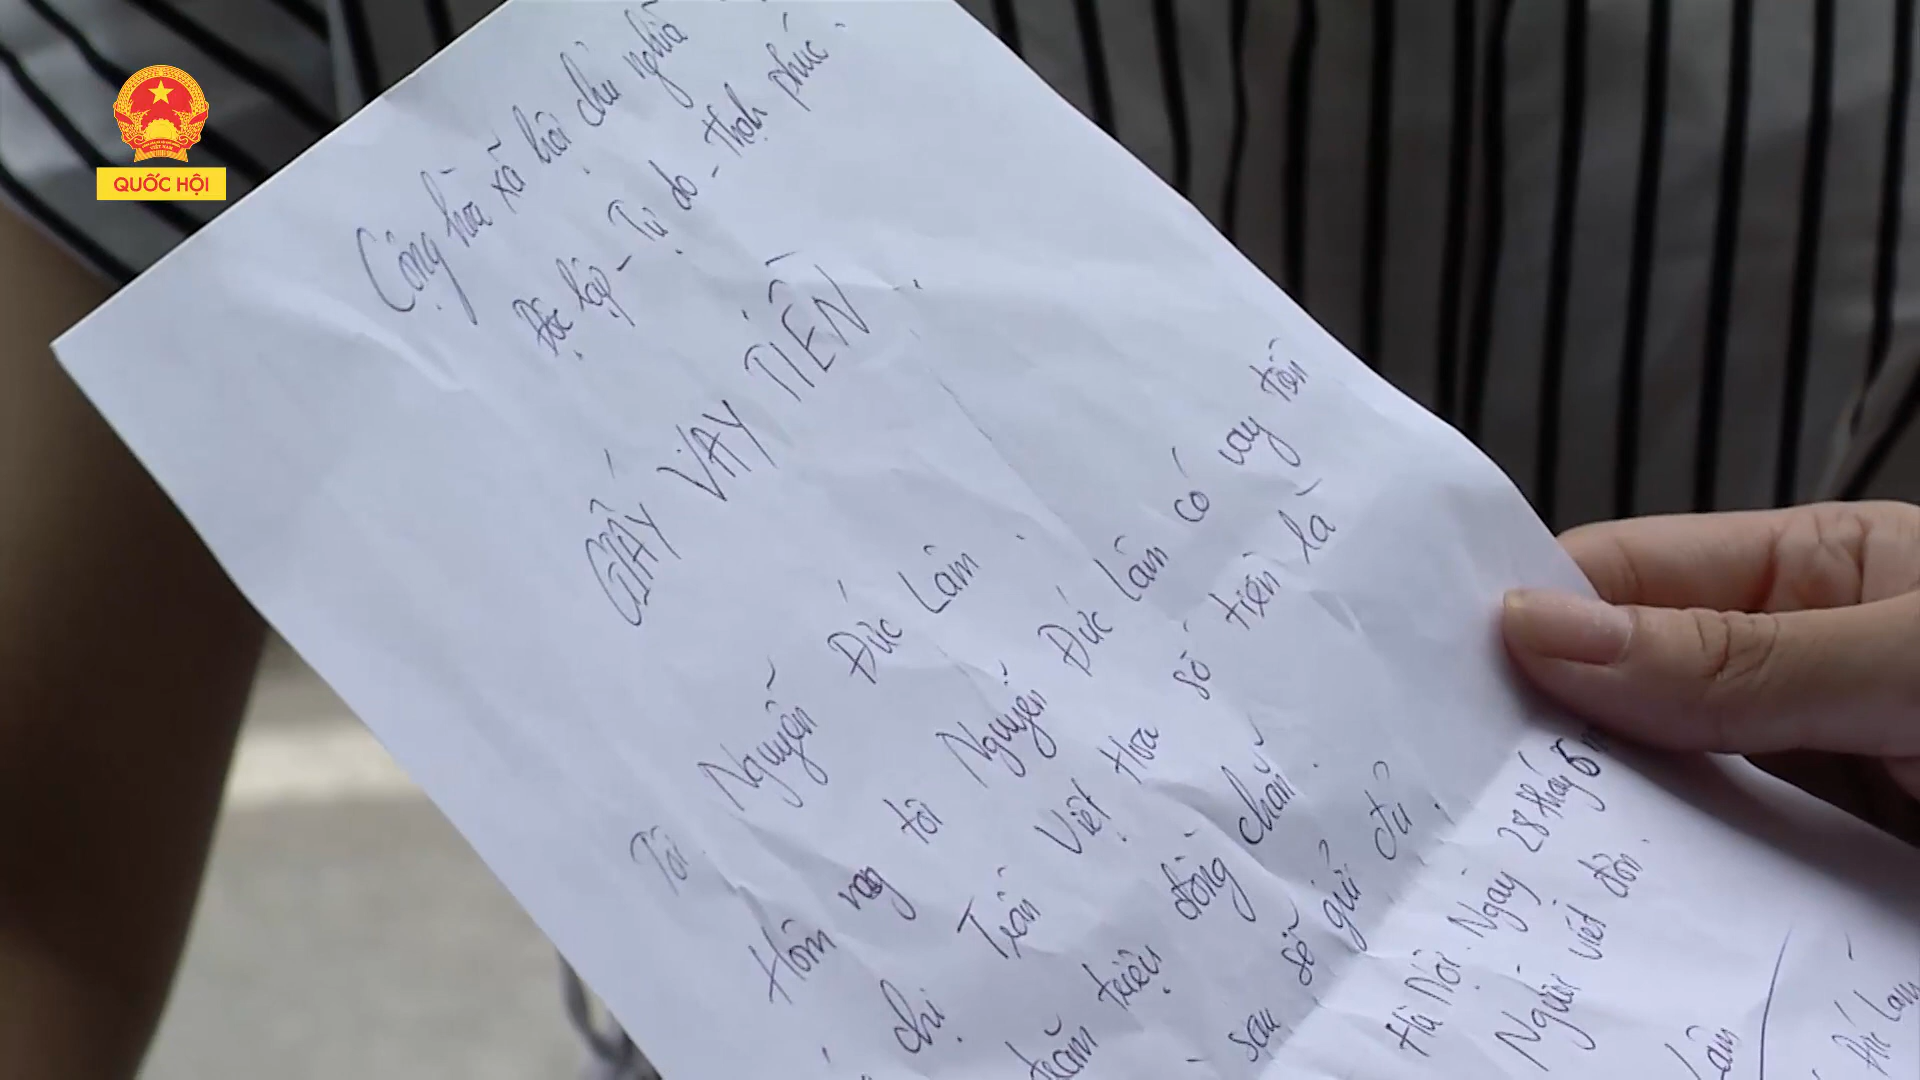 QUỐC HỘI
Cộng hòa xã hội chủ nghĩa
Độc lập - Tự do - Hạnh phúc.
GIẤY VAY TIỀN.
Tôi Nguyễn Đức Lâm.
Hôm nay tôi Nguyễn Đức Lâm có vay tiền
chị Trần Việt Hoa số tiền là
trăm triệu đồng chẵn.
sau sẽ gửi đủ.
Hà Nội. Ngày 28 tháng 6
Người viết đơn.
Lâm
Đức Lâm